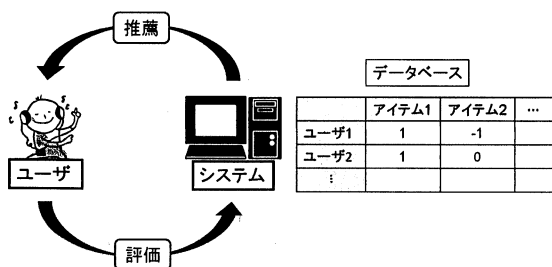 推薦
データベース
アイテム1 アイテム2 …
ユーザ1 1 -1
ユーザ2 1 0
⋮
ユーザ
システム
評価